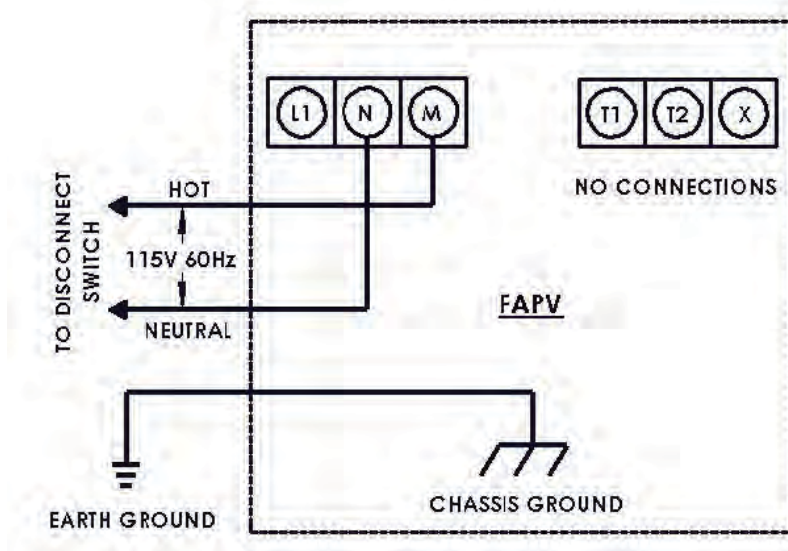 L1 N M
T1 T2 X
NO CONNECTIONS
HOT
TO DISCONNECT
SWITCH
115V 60Hz
NEUTRAL
FAPV
CHASSIS GROUND
EARTH GROUND